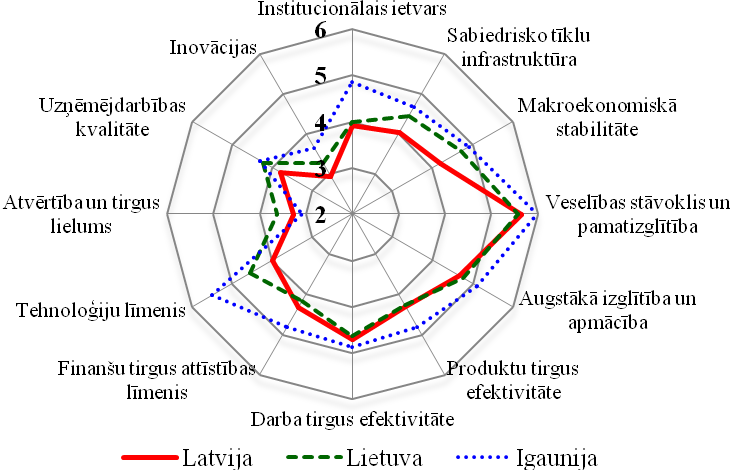 Institucionālais ietvars
Sabiedrisko tīklu
infrastruktūra
Makroekonomiskā
stabilitāte
Veselības stāvoklis un
pamatizglītība
Augstākā izglītība un
apmācība
Produktu tirgus
efektivitāte
Darba tirgus efektivitāte
Finanšu tirgus attīstības
līmenis
Tehnoloģiju līmenis
Atvērtība un tirgus
lielums
Uzņēmējdarbības
kvalitāte
Inovācijas
6
5
4
3
2
Latvija
Lietuva
Igaunija